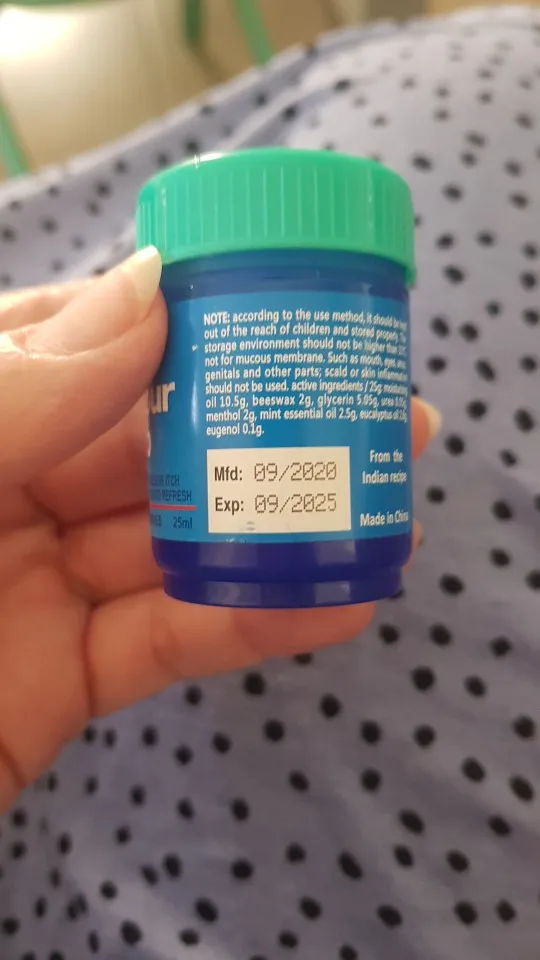 NOTE: according to the use method, it should be kept
out of the reach of children and stored properly. The
storage environment should not be higher than
not for mucous membrane. Such as mouth, eyes,
genitals and other parts; scald or skin inflammation
should not be used. active ingredients / 25g: moisturizing
oil 10.5g, beeswax 2g, glycerin 5.05g, urea
menthol 2g, mint essential oil 2.5g, eucalyptus oil
eugenol 0.1g.
From the
Indian recipe
Made in China
Mfd: 09/2020
Exp: 09/2025
ITCH
REFRESH
25ml